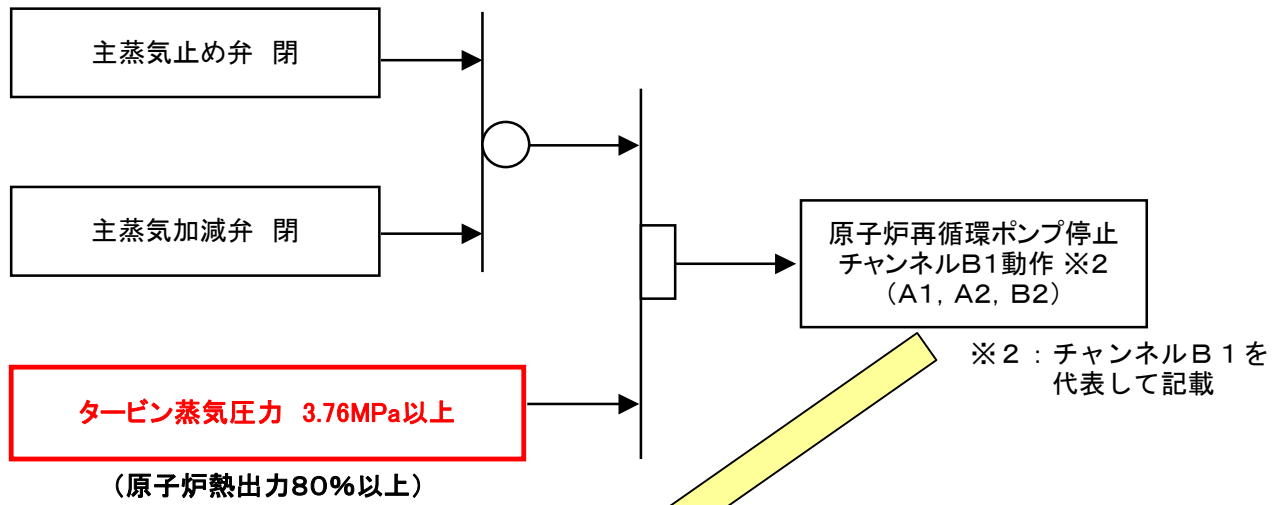 主蒸気止め弁 閉
主蒸気加減弁 閉
原子炉再循環ポンプ停止
チャンネルB1動作 ※2
（A1, A2, B2）
※2：チャンネルB1を
代表して記載
タービン蒸気圧力 3.76MPa以上
（原子炉熱出力80%以上）